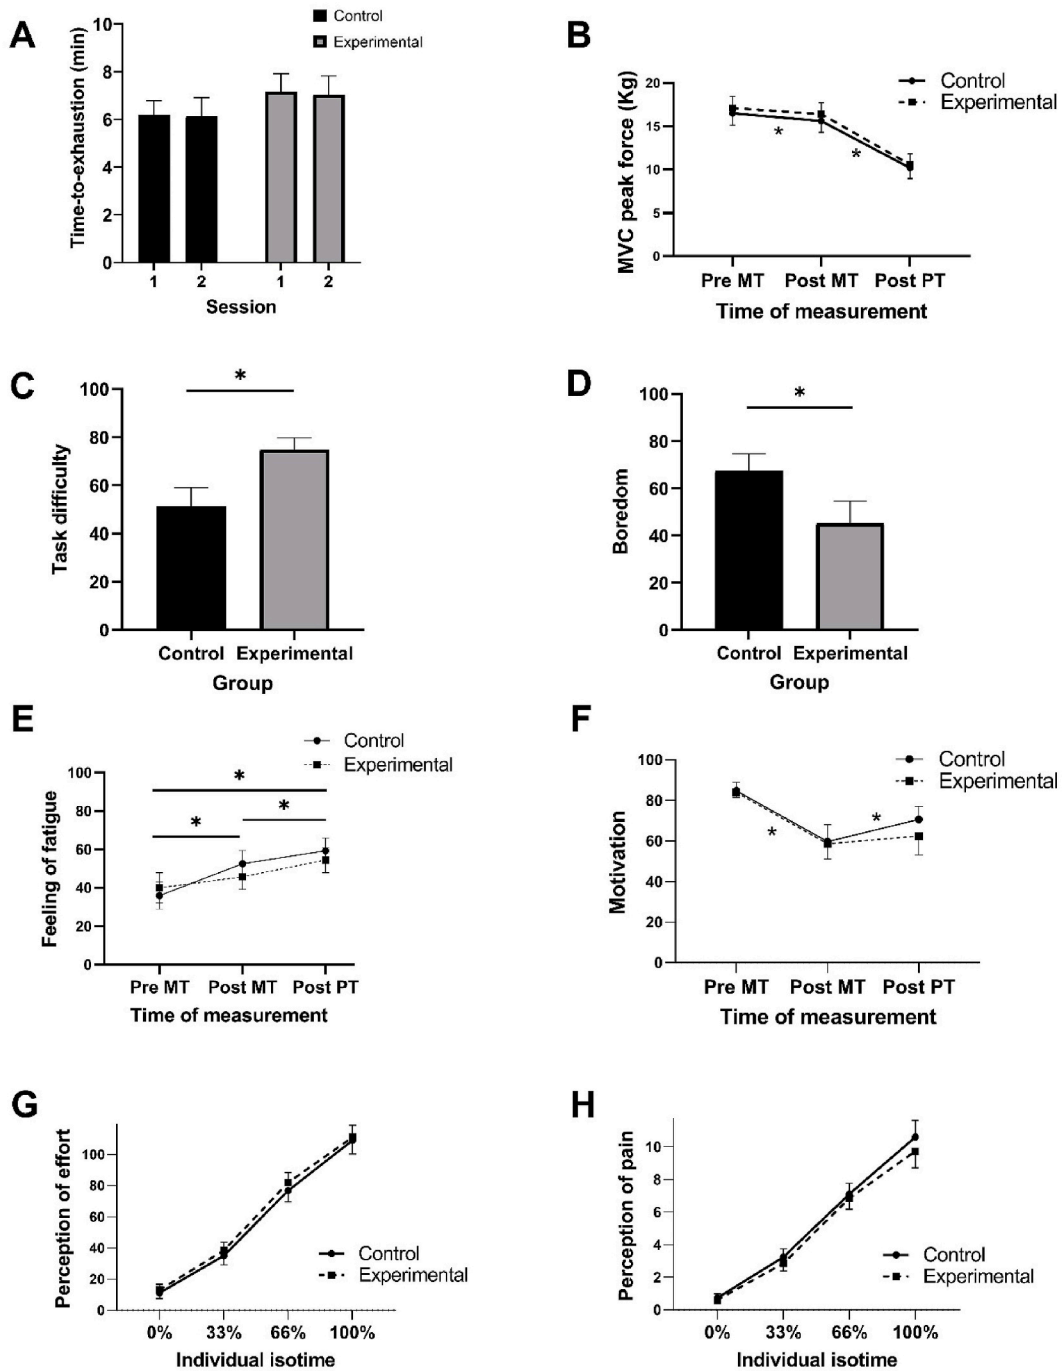 A
Time-to-exhaustion (min)
10
8
6
4
2
0
1 2 1 2
Session
Control
Experimental
B
MVC peak force (Kg)
20
15
10
5
0
*
*
Pre MT Post MT Post PT
Time of measurement
Control
Experimental
C
Task difficulty
100
80
60
40
20
0
*
Control Experimental
Group
D
Boredom
100
80
60
40
20
0
*
Control Experimental
Group
E
Feeling of fatigue
Control
Experimental
100
80
60
40
20
0
*
*
*
Pre MT Post MT Post PT
Time of measurement
F
Motivation
Control
Experimental
100
80
60
40
20
0
*
*
Pre MT Post MT Post PT
Time of measurement
G
Perception of effort
100
80
60
40
20
0
Control
Experimental
0% 33% 66% 100%
Individual isotime
H
Perception of pain
10
8
6
4
2
0
Control
Experimental
0% 33% 66% 100%
Individual isotime